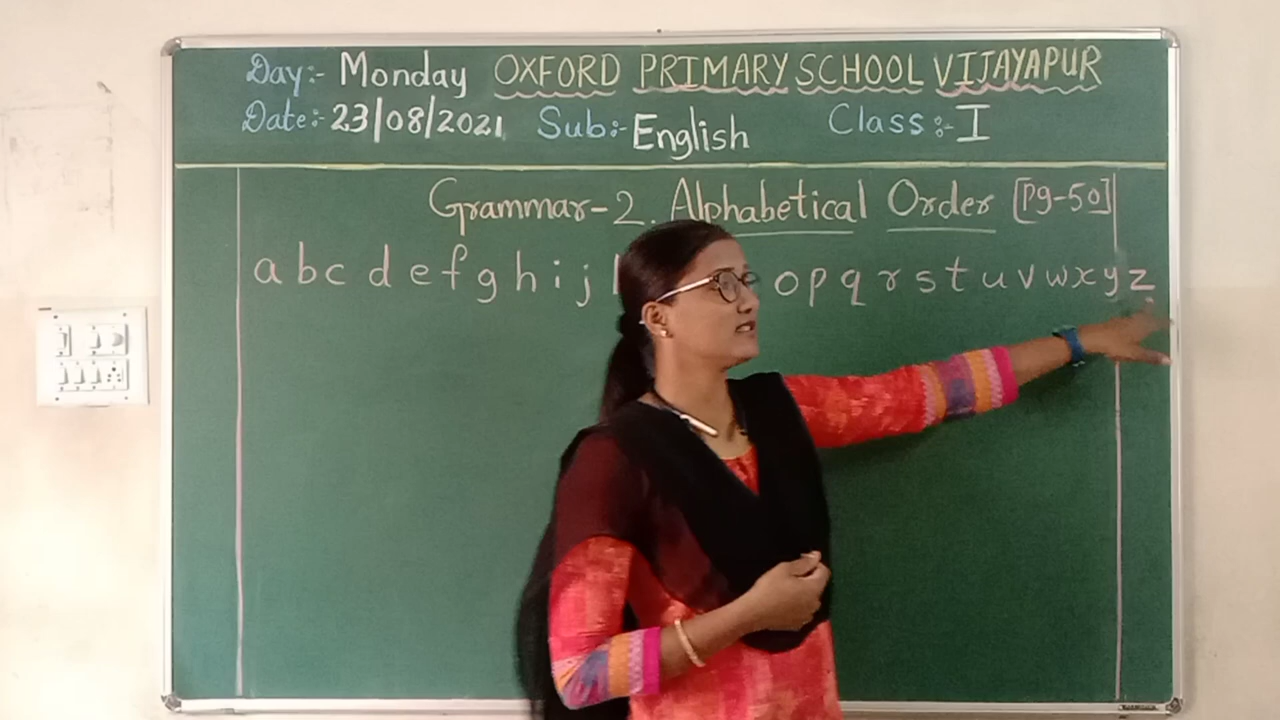 Day:- Monday OXFORD PRIMARY SCHOOL VIJAYAPUR
Date:- 23/08/2021 Sub:- English Class:- I
Grammar-2. Alphabetical Order [Pg-50]
a b c d e f g h i j o p q r s t u v w x y z